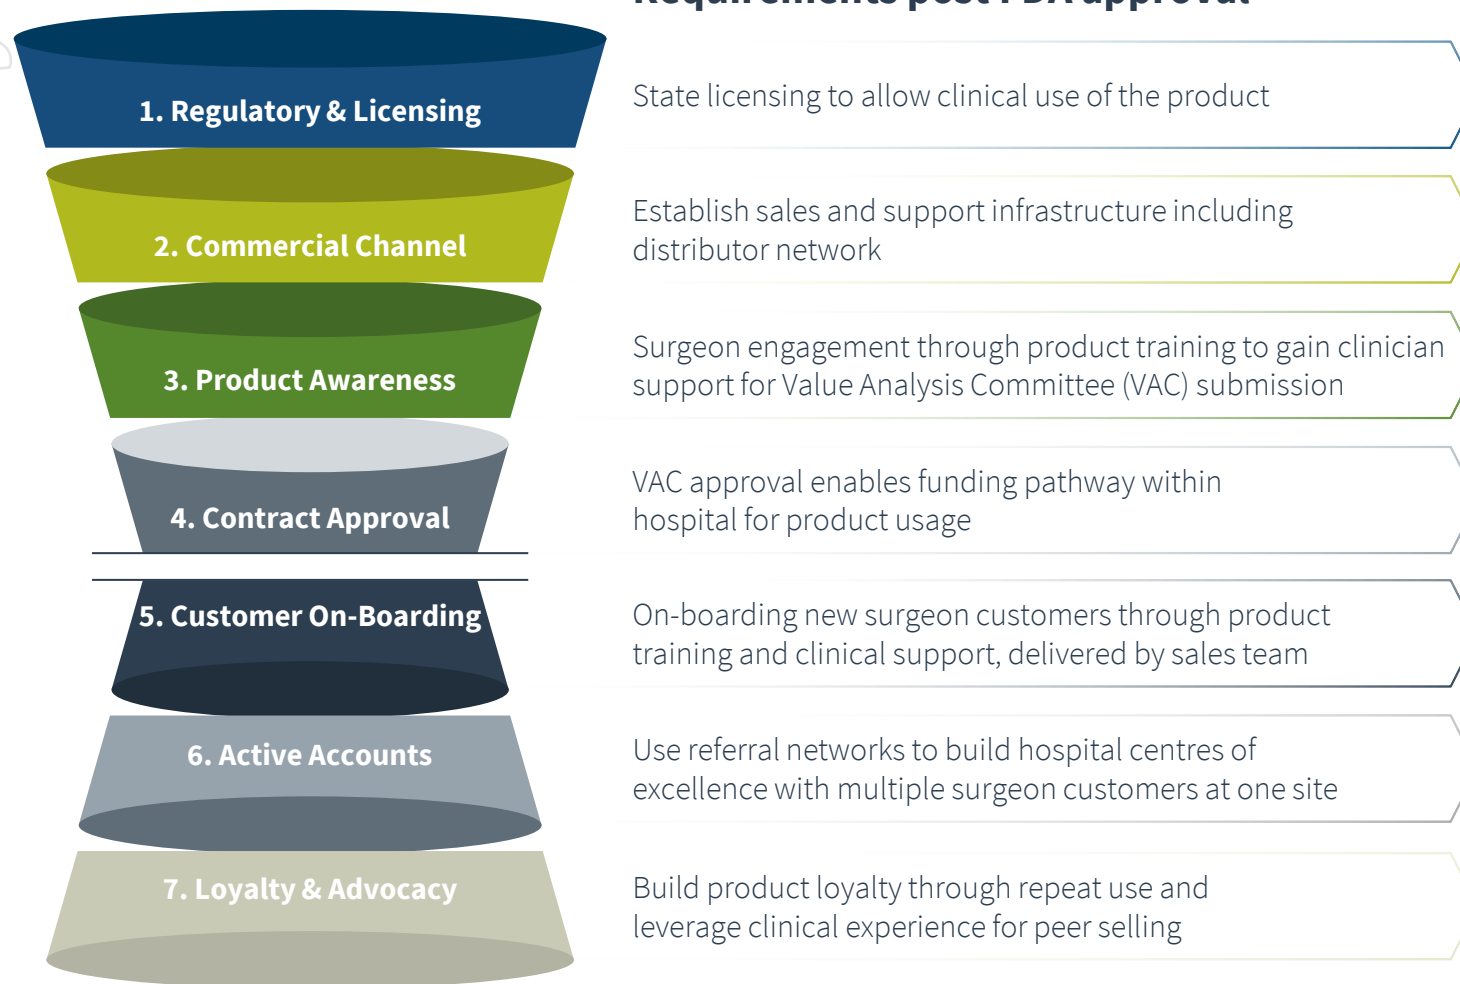 Requirements post FDA approval
1. Regulatory & Licensing
State licensing to allow clinical use of the product
2. Commercial Channel
Establish sales and support infrastructure including
distributor network
3. Product Awareness
Surgeon engagement through product training to gain clinician
support for Value Analysis Committee (VAC) submission
4. Contract Approval
VAC approval enables funding pathway within
hospital for product usage
5. Customer On-Boarding
On-boarding new surgeon customers through product
training and clinical support, delivered by sales team
6. Active Accounts
Use referral networks to build hospital centres of
excellence with multiple surgeon customers at one site
7. Loyalty & Advocacy
Build product loyalty through repeat use and
leverage clinical experience for peer selling